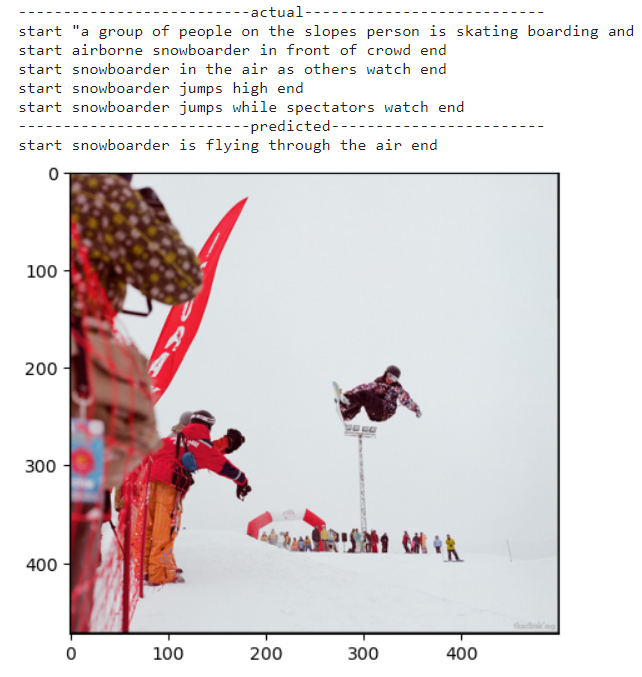 --------------------------actual---------------------------
start "a group of people on the slopes person is skating boarding and
start airborne snowboarder in front of crowd end
start snowboarder in the air as others watch end
start snowboarder jumps high end
start snowboarder jumps while spectators watch end
--------------------------predicted------------------------
start snowboarder is flying through the air end
0
100
200
300
400
0 100 200 300 400